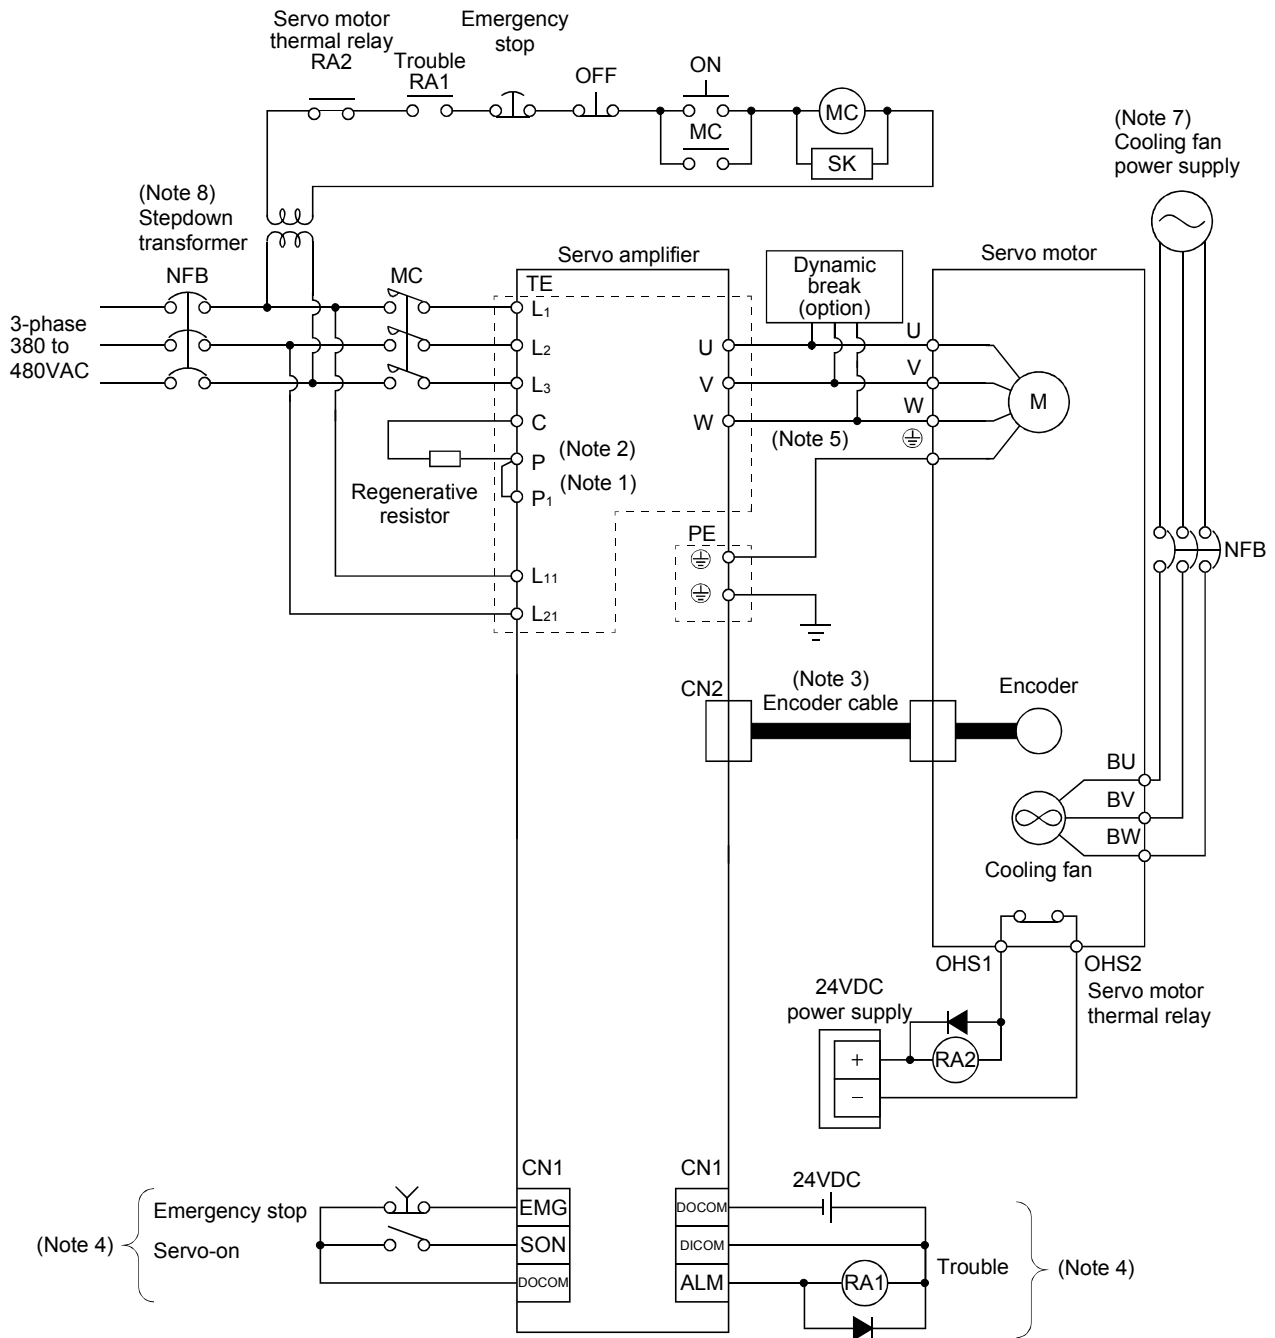 Servo motor
thermal relay
RA2
Trouble
RA1
Emergency
stop
OFF
ON
MC
MC
SK
(Note 7)
Cooling fan
power supply
(Note 8)
Stepdown
transformer
NFB
MC
3-phase
380 to
480VAC
Servo amplifier
TE
L1
L2
L3
C
P
P1
L11
L21
(Note 2)
(Note 1)
Regenerative
resistor
U
V
W
PE
Dynamic
break
(option)
Servo motor
U
V
W
(Note 5)
M
NFB
CN2
(Note 3)
Encoder cable
Encoder
BU
BV
BW
Cooling fan
OHS1
OHS2
Servo motor
thermal relay
24VDC
power supply
+
−
RA2
CN1
EMG
SON
DOCOM
(Note 4)
Emergency stop
Servo-on
CN1
DOCOM
DICOM
ALM
24VDC
RA1
Trouble
(Note 4)